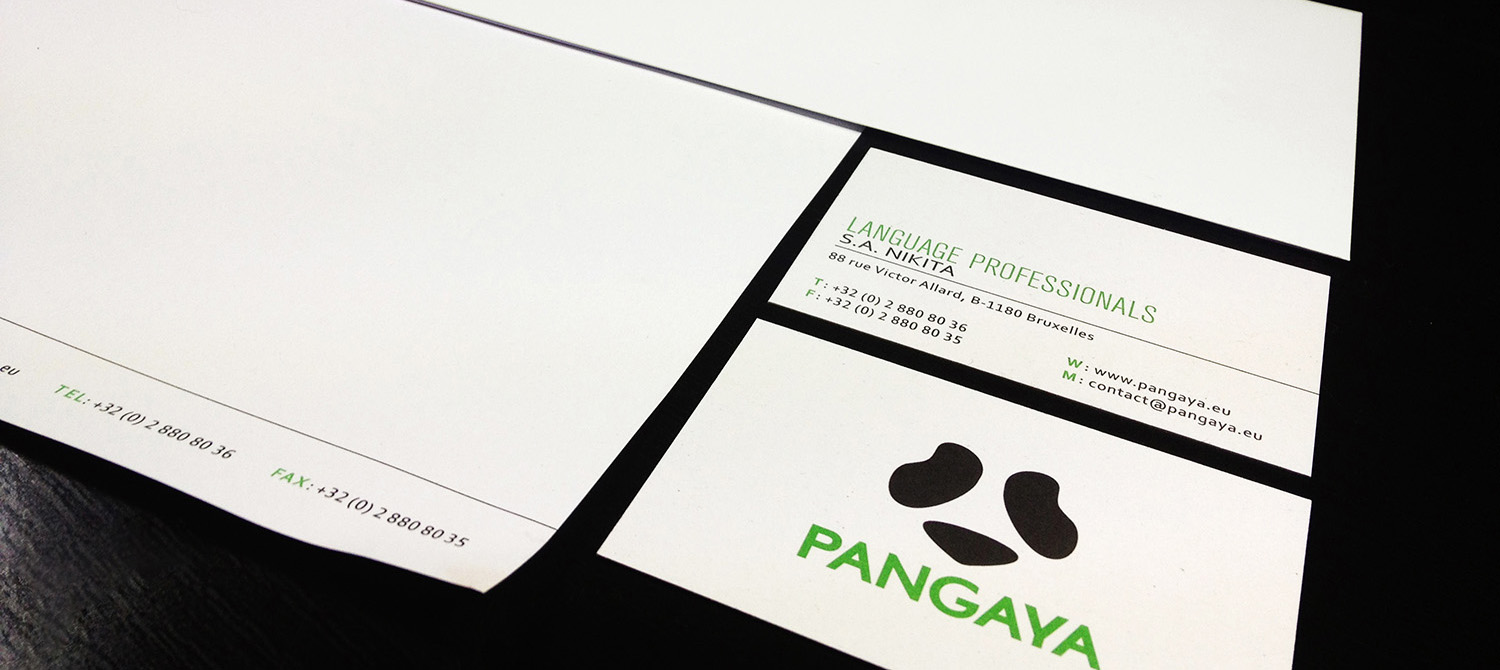 LANGUAGE PROFESSIONALS
S.A. NIKITA
88 rue Victor Allard, B-1180 Bruxelles
T: +32 (0) 2 880 80 36
F: +32 (0) 2 880 80 35
W: www.pangaya.eu
M: contact@pangaya.eu
PANGAYA
.eu TEL: +32 (0) 2 880 80 36 FAX: +32 (0) 2 880 80 35